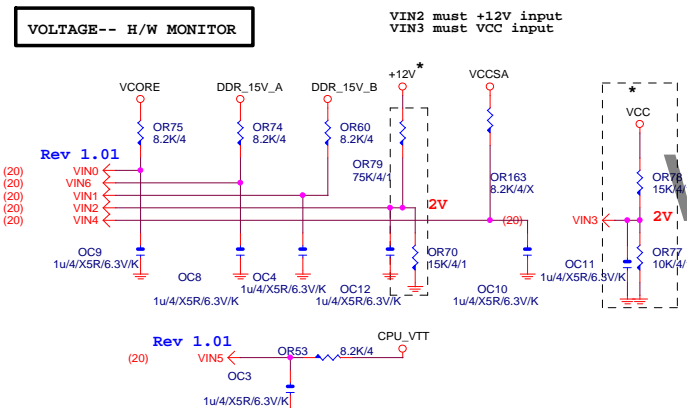 VOLTAGE-- H/W MONITOR
VIN2 must +12V input
VIN3 must VCC input
VCORE
DDR_15V_A
DDR_15V_B
+12V
*
VCCSA
*
VCC
OR75
8.2K/4
OR74
8.2K/4
OR60
8.2K/4
OR79
75K/4/1
OR163
8.2K/4/X
OR78
15K/4/
Rev 1.01
(20)
VIN0
(20)
VIN6
(20)
VIN1
(20)
VIN2
(20)
VIN4
2V
(20)
VIN3
2V
OR70
15K/4/1
OR77
10K/4/
OC9
1u/4/X5R/6.3V/K
OC8
1u/4/X5R/6.3V/K
OC4
1u/4/X5R/6.3V/K
OC12
1u/4/X5R/6.3V/K
OC10
1u/4/X5R/6.3V/K
OC11
1u/4/X5R/6.3V/K
Rev 1.01
(20)
VIN5
OR53
8.2K/4
CPU_VTT
OC3
1u/4/X5R/6.3V/K